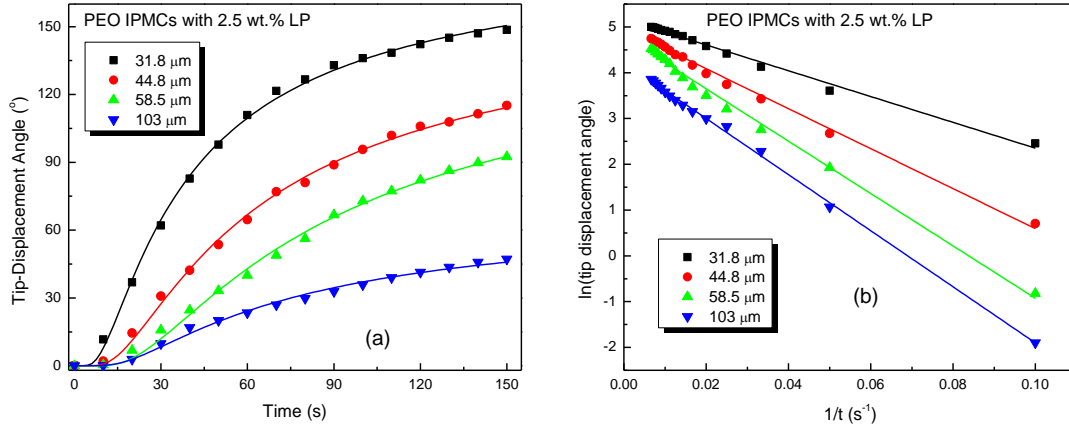 PEO IPMCs with 2.5 wt.% LP
31.8 μm
44.8 μm
58.5 μm
103 μm
(a)
Tip-Displacement Angle (°)
150
120
90
60
30
0
0 30 60 90 120 150
Time (s)
PEO IPMCs with 2.5 wt.% LP
31.8 μm
44.8 μm
58.5 μm
103 μm
(b)
ln(tip displacement angle)
5
4
3
2
1
0
-1
-2
0.00 0.02 0.04 0.06 0.08 0.10
1/t (s⁻¹)